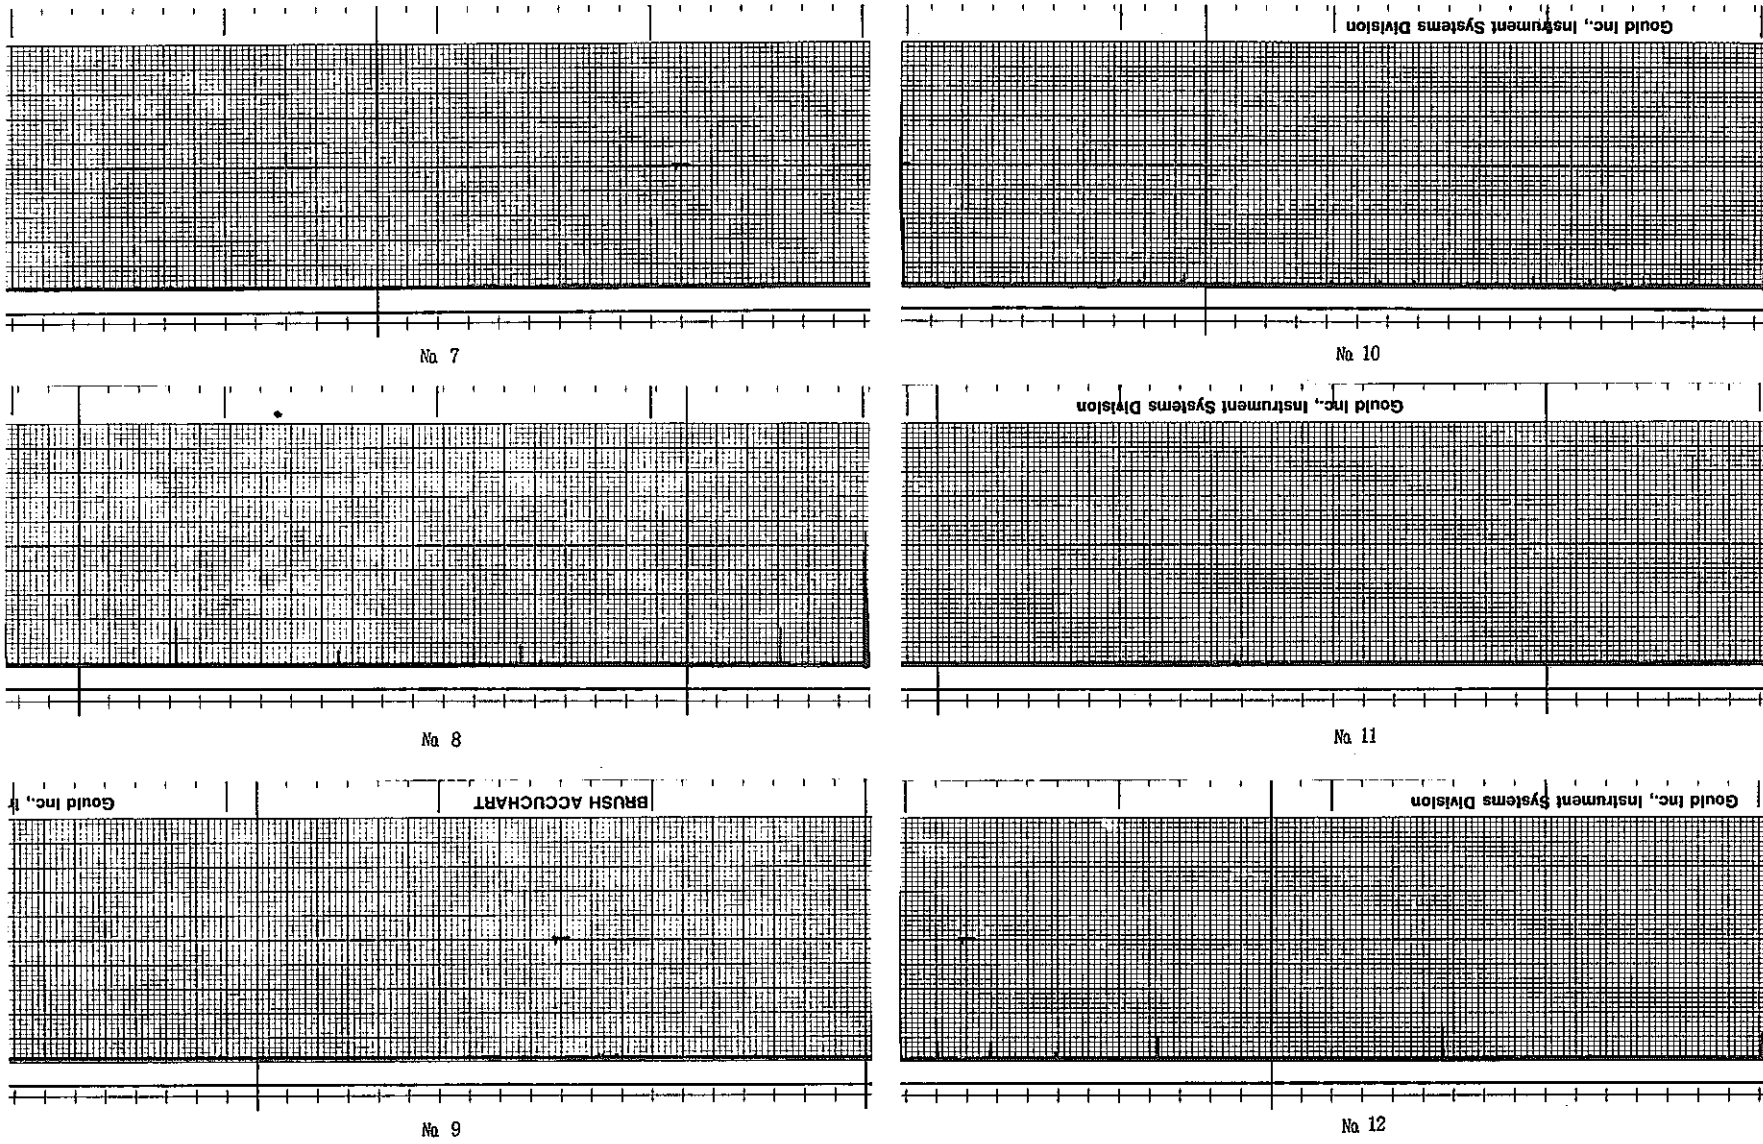 No. 7
Gould Inc., Instrument Systems Division
No. 10
No. 8
Gould Inc., Instrument Systems Division
No. 11
Gould Inc., Ir
BRUSH ACCUCHART
No. 9
Gould Inc., Instrument Systems Division
No. 12